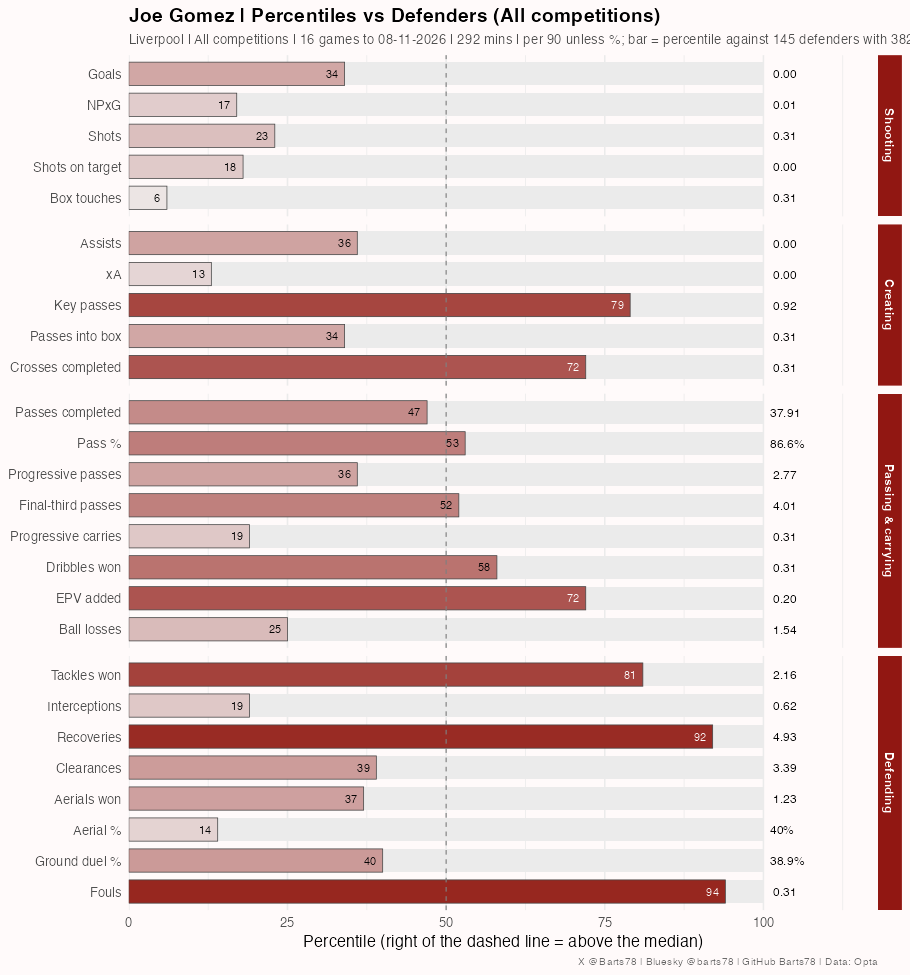 Joe Gomez | Percentiles vs Defenders (All competitions)
Liverpool | All competitions | 16 games to 08-11-2026 | 292 mins | per 90 unless %; bar = percentile against 145 defenders with 382
Goals 34 0.00
NPxG 17 0.01
Shots 23 0.31
Shots on target 18 0.00
Box touches 6 0.31
Shooting
Assists 36 0.00
xA 13 0.00
Key passes 79 0.92
Passes into box 34 0.31
Crosses completed 72 0.31
Creating
Passes completed 47 37.91
Pass % 53 86.6%
Progressive passes 36 2.77
Final-third passes 52 4.01
Progressive carries 19 0.31
Dribbles won 58 0.31
EPV added 72 0.20
Ball losses 25 1.54
Passing & carrying
Tackles won 81 2.16
Interceptions 19 0.62
Recoveries 92 4.93
Clearances 39 3.39
Aerials won 37 1.23
Aerial % 14 40%
Ground duel % 40 38.9%
Fouls 94 0.31
Defending
0 25 50 75 100
Percentile (right of the dashed line = above the median)
X @Barts78 | Bluesky @barts78 | GitHub Barts78 | Data: Opta